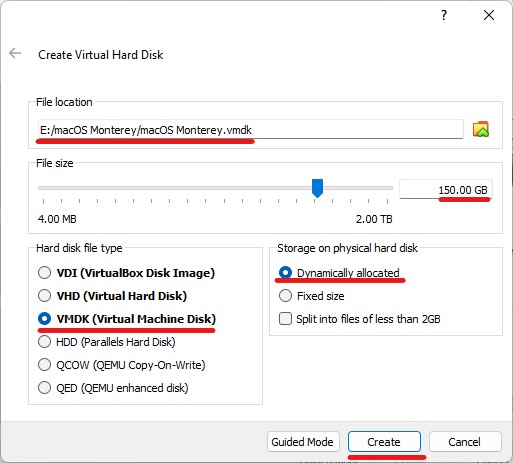 ?
Create Virtual Hard Disk
File location
E:/macOS Monterey/macOS Monterey.vmdk
File size
150.00 GB
4.00 MB 2.00 TB
Hard disk file type
VDI (VirtualBox Disk Image)
VHD (Virtual Hard Disk)
VMDK (Virtual Machine Disk)
HDD (Parallels Hard Disk)
QCOW (QEMU Copy-On-Write)
QED (QEMU enhanced disk)
Storage on physical hard disk
Dynamically allocated
Fixed size
Split into files of less than 2GB
Guided Mode Create Cancel